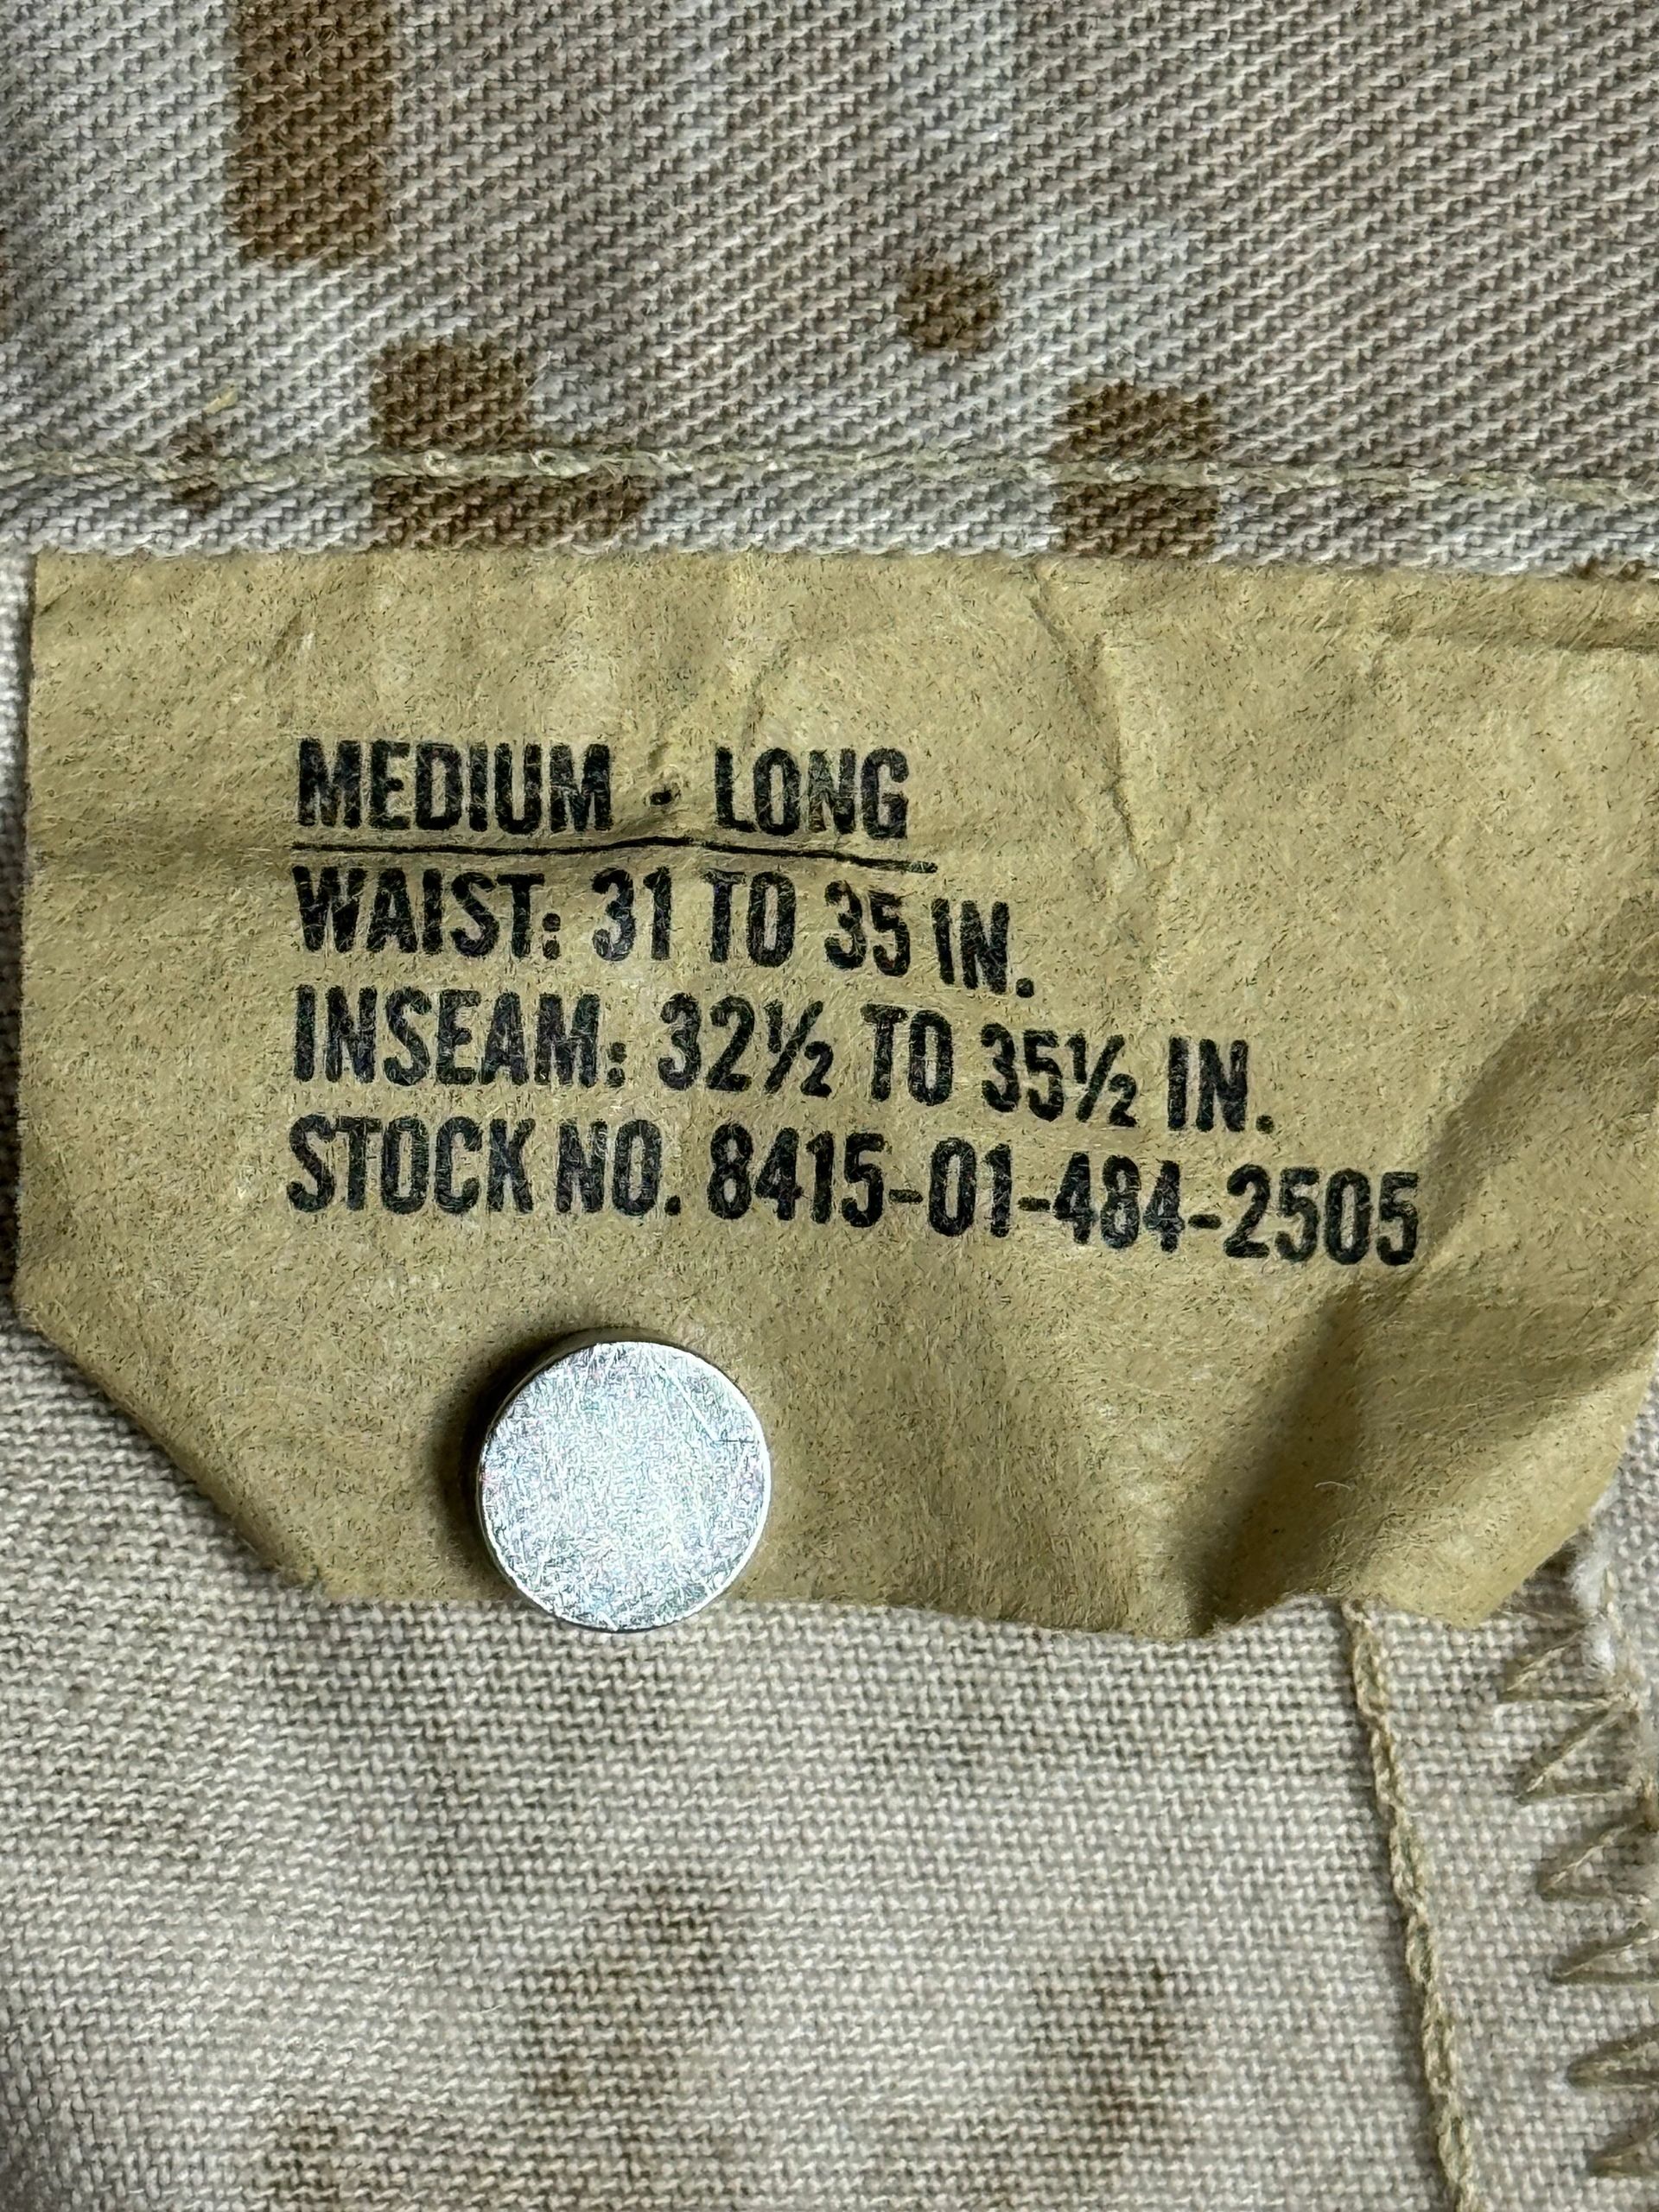 MEDIUM - LONG
WAIST: 31 TO 35 IN.
INSEAM: 32½ TO 35½ IN.
STOCK NO. 8415-01-484-2505